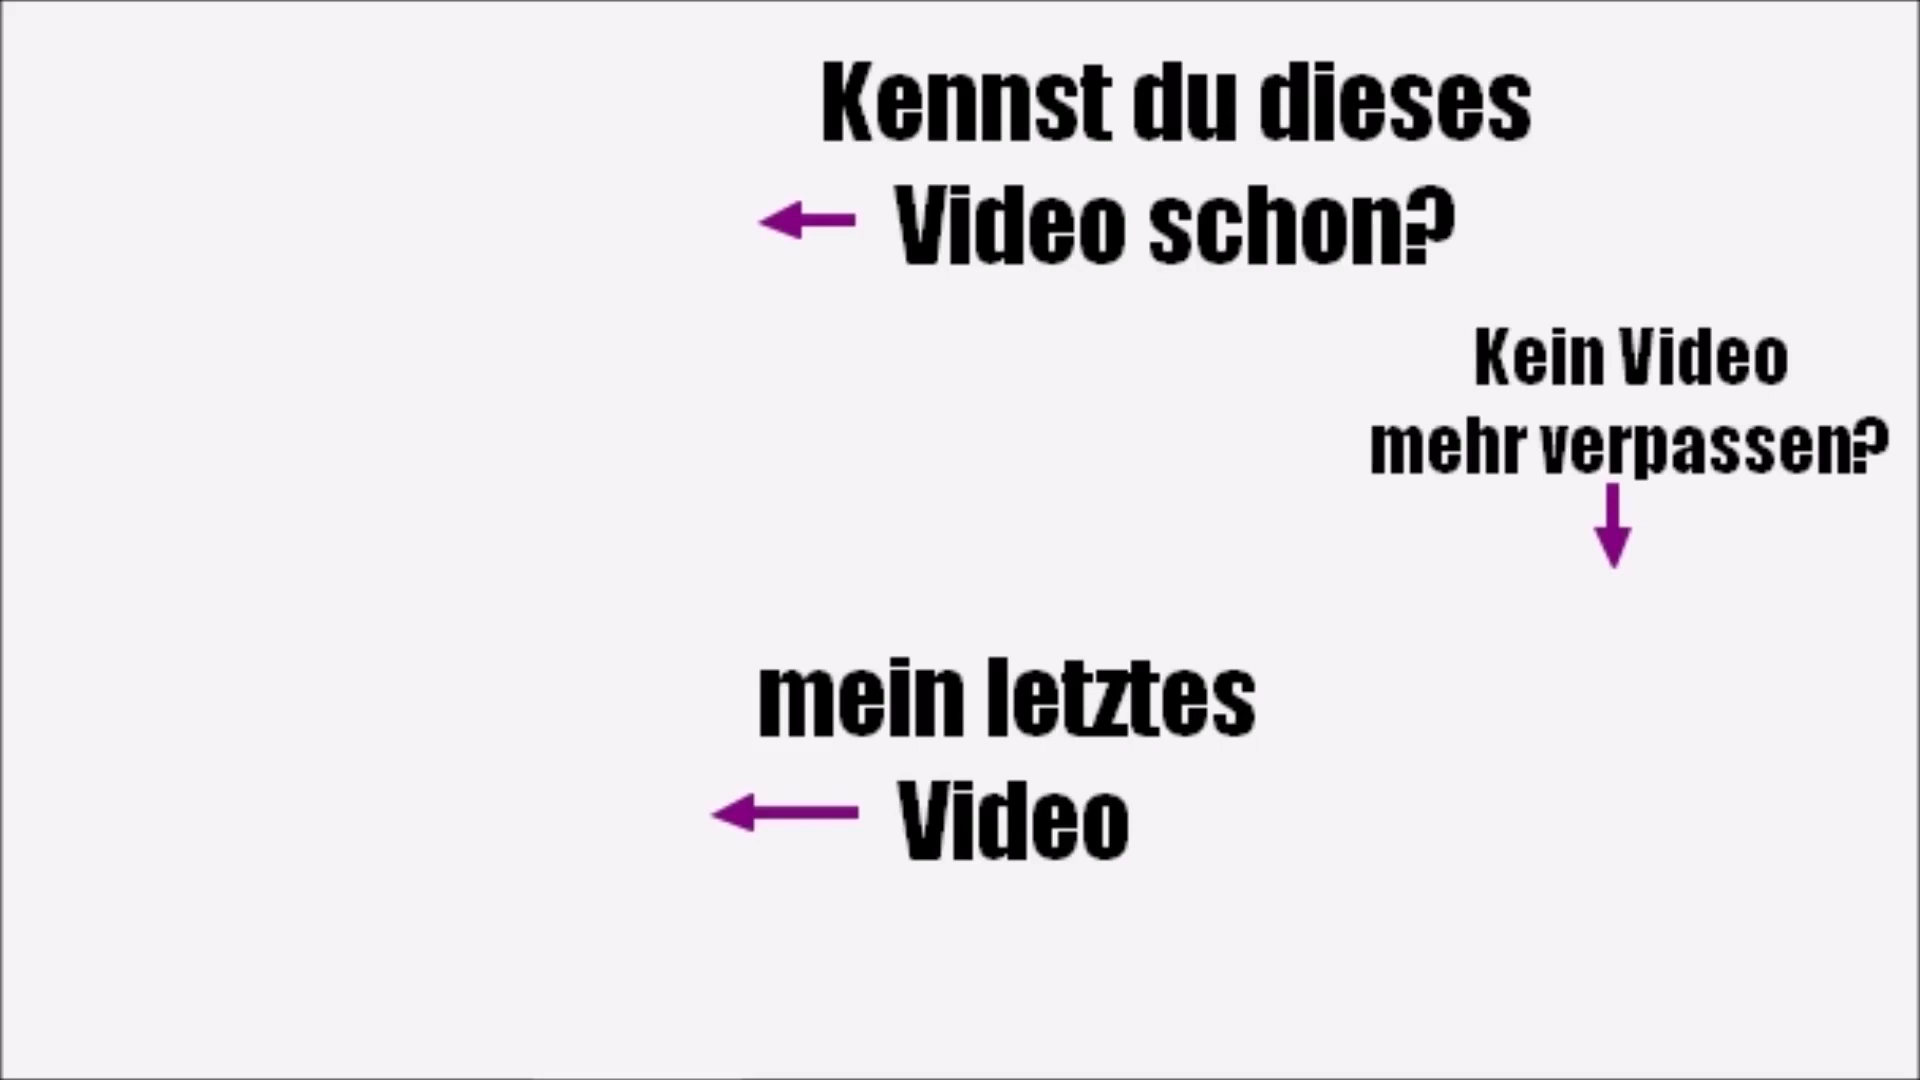 Kennst du dieses
Video schon?
Kein Video
mehr verpassen?
mein letztes
Video